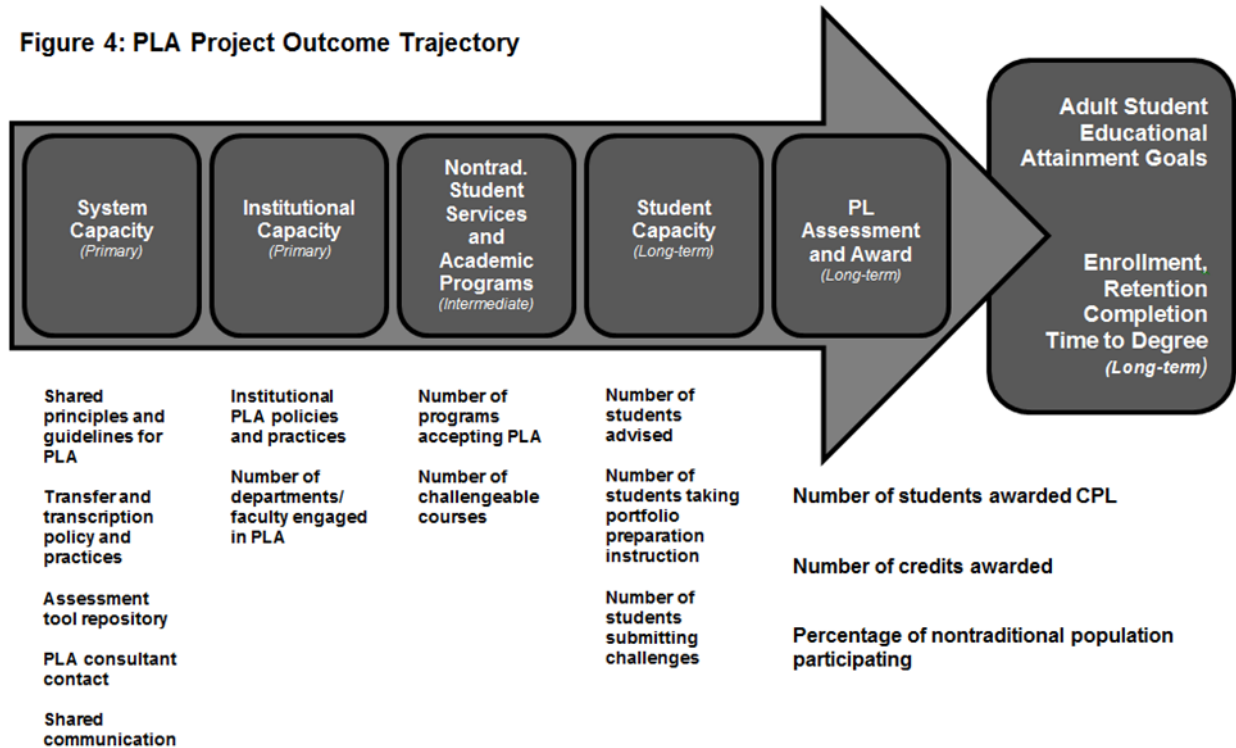 Figure 4: PLA Project Outcome Trajectory
System
Capacity
(Primary)
Institutional
Capacity
(Primary)
Nontrad.
Student
Services
and
Academic
Programs
(Intermediate)
Student
Capacity
(Long-term)
PL
Assessment
and Award
(Long-term)
Adult Student
Educational
Attainment Goals
Enrollment,
Retention
Completion
Time to Degree
(Long-term)
Shared
principles and
guidelines for
PLA
Transfer and
transcription
policy and
practices
Assessment
tool repository
PLA consultant
contact
Shared
communication
Institutional
PLA policies
and practices
Number of
departments/
faculty engaged
in PLA
Number of
programs
accepting PLA
Number of
challengeable
courses
Number of
students
advised
Number of
students taking
portfolio
preparation
instruction
Number of
students
submitting
challenges
Number of students awarded CPL
Number of credits awarded
Percentage of nontraditional population
participating